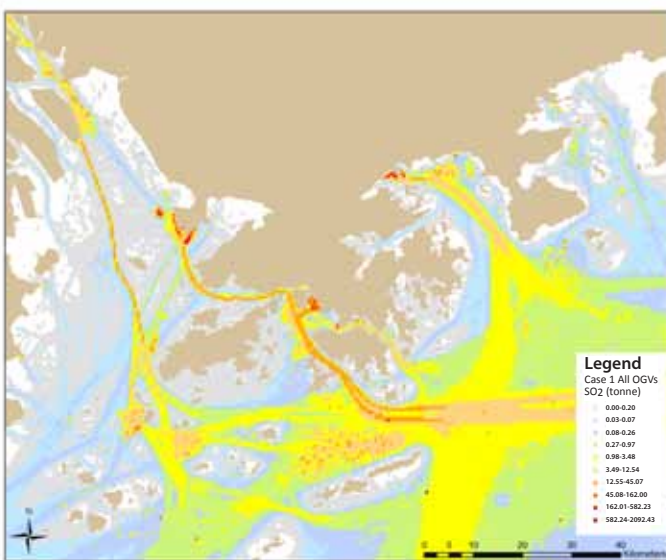 Legend
Case 1 All OGVs
SO2 (tonne)
0.00-0.20
0.03-0.07
0.08-0.26
0.27-0.97
0.98-3.48
3.49-12.54
12.55-45.07
45.08-162.00
162.01-582.23
582.24-2092.43
N
0 5 10 20 30 40
Kilometers